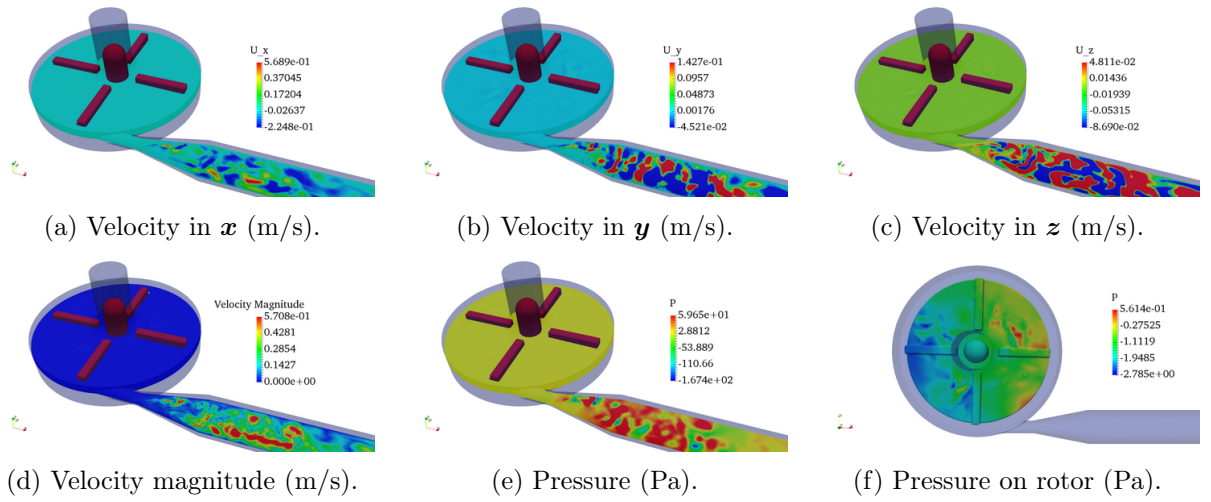 U_x
5.689e-01
0.37045
0.17204
-0.02637
-2.248e-01
(a) Velocity in x (m/s).
U_y
1.427e-01
0.0957
0.04873
0.00176
-4.521e-02
(b) Velocity in y (m/s).
U_z
4.811e-02
0.01436
-0.01939
-0.05315
-8.690e-02
(c) Velocity in z (m/s).
Velocity Magnitude
5.708e-01
0.4281
0.2854
0.1427
0.000e+00
(d) Velocity magnitude (m/s).
P
5.965e+01
2.8812
-53.889
-110.66
-1.674e+02
(e) Pressure (Pa).
P
5.614e-01
-0.27525
-1.1119
-1.9485
-2.785e+00
(f) Pressure on rotor (Pa).